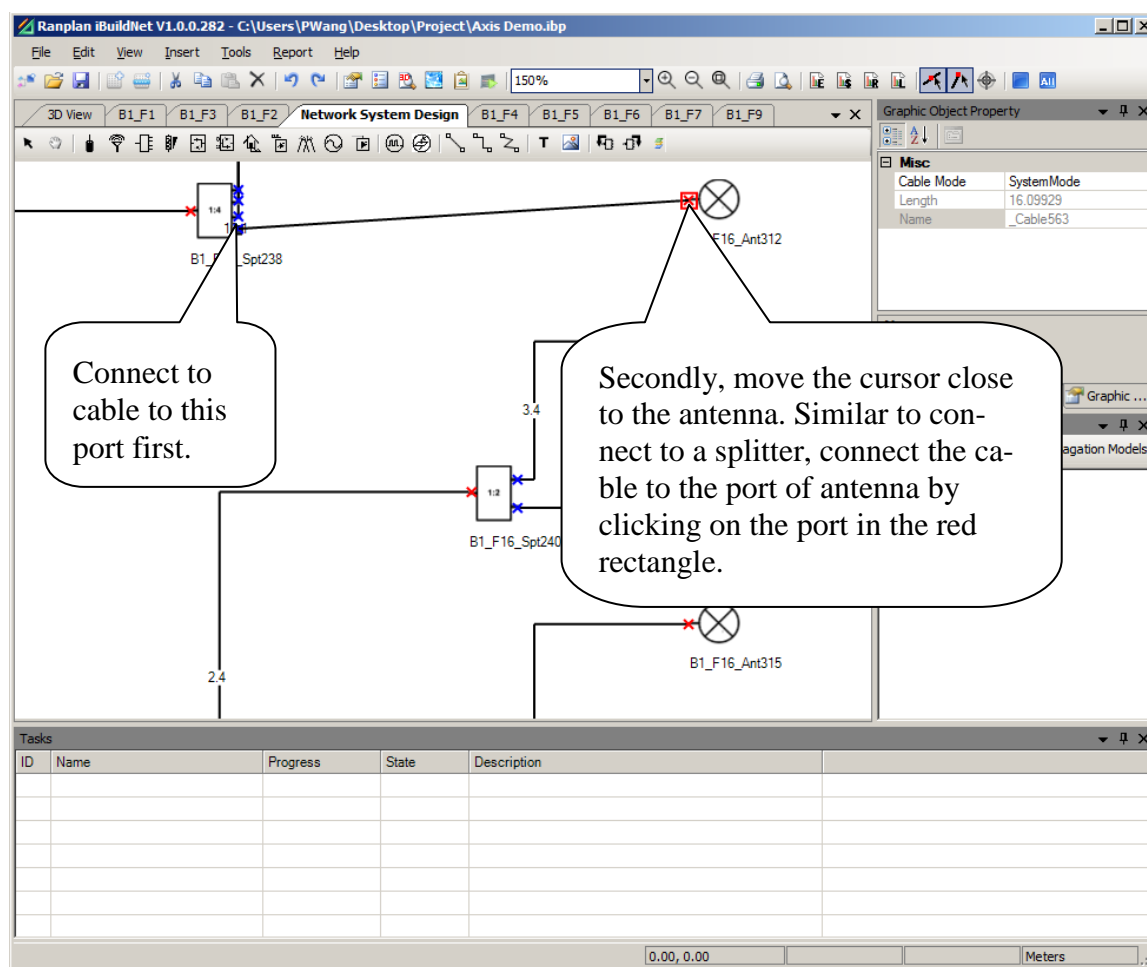 Ranplan iBuildNet V1.0.0.282 - C:\Users\PWang\Desktop\Project\Axis Demo.ibp
File Edit View Insert Tools Report Help
150%
3D View B1_F1 B1_F3 B1_F2 Network System Design B1_F4 B1_F5 B1_F6 B1_F7 B1_F9
Graphic Object Property
Misc
Cable Mode SystemMode
Length 16.09929
Name _Cable563
1:4
F16_Ant312
Spt238
Connect to
cable to this
port first.
Secondly, move the cursor close
to the antenna. Similar to con-
nect to a splitter, connect the ca-
ble to the port of antenna by
clicking on the port in the red
rectangle.
Graphic ...
agation Models
3.4
1:2
B1_F16_Spt240
B1_F16_Ant315
2.4
Tasks
ID Name Progress State Description
0.00, 0.00 Meters